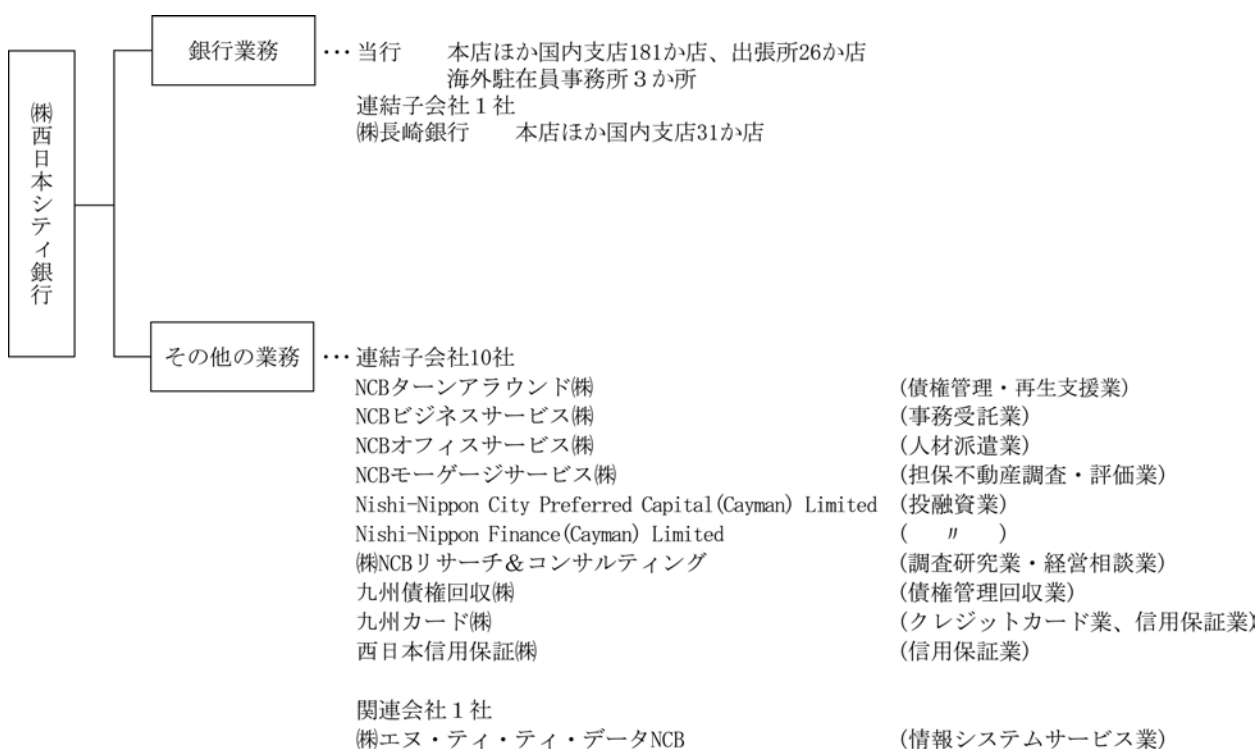 ㈱西日本シティ銀行
銀行業務
…当行 本店ほか国内支店181か店、出張所26か店
海外駐在員事務所３か所
連結子会社１社
㈱長崎銀行 本店ほか国内支店31か店
その他の業務
…連結子会社10社
NCBターンアラウンド㈱ (債権管理・再生支援業)
NCBビジネスサービス㈱ (事務受託業)
NCBオフィスサービス㈱ (人材派遣業)
NCBモーゲージサービス㈱ (担保不動産調査・評価業)
Nishi-Nippon City Preferred Capital(Cayman) Limited (投融資業)
Nishi-Nippon Finance(Cayman) Limited ( 〃 )
㈱NCBリサーチ＆コンサルティング (調査研究業・経営相談業)
九州債権回収㈱ (債権管理回収業)
九州カード㈱ (クレジットカード業、信用保証業)
西日本信用保証㈱ (信用保証業)
関連会社１社
㈱エヌ・ティ・ティ・データNCB (情報システムサービス業)